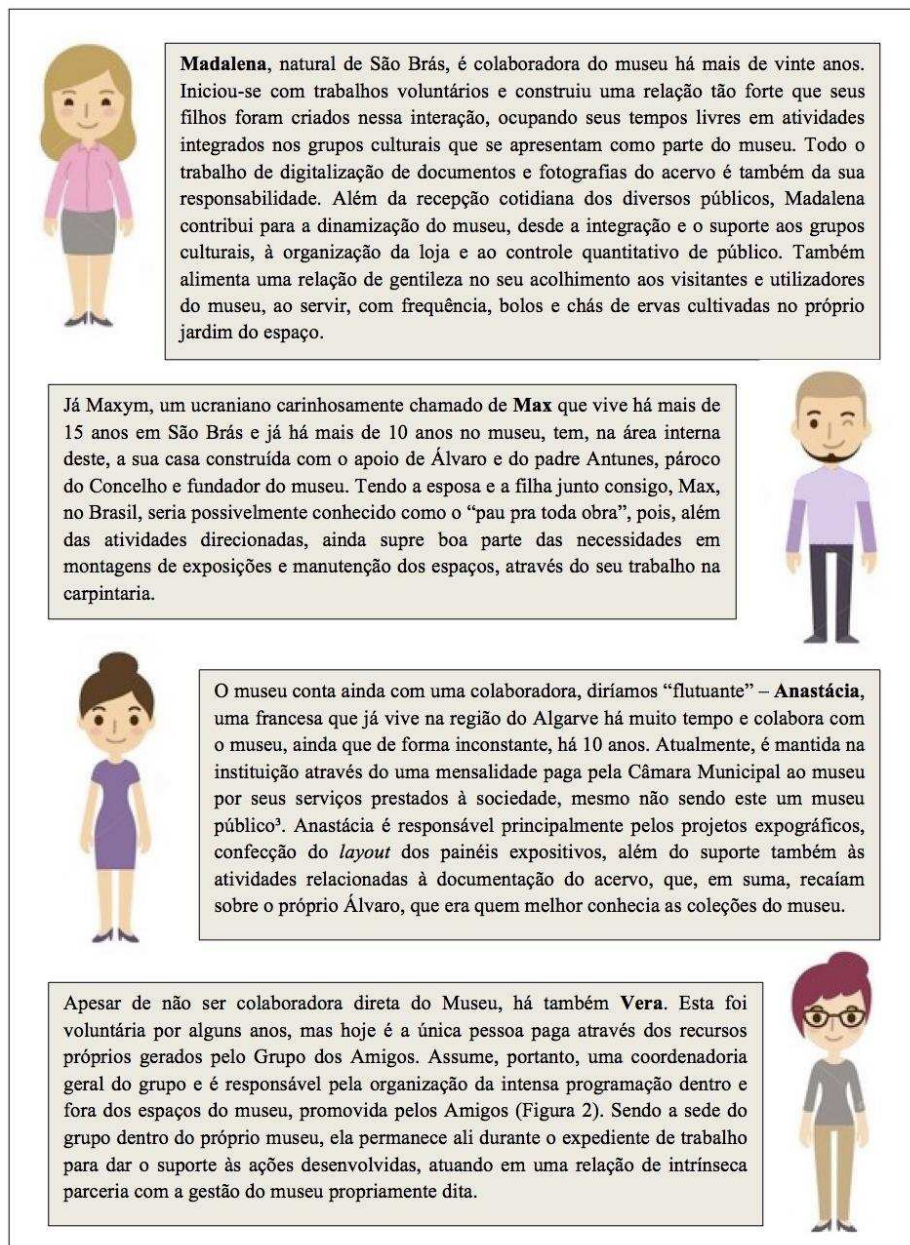 Madalena, natural de São Brás, é colaboradora do museu há mais de vinte anos.
Iniciou-se com trabalhos voluntários e construiu uma relação tão forte que seus
filhos foram criados nessa interação, ocupando seus tempos livres em atividades
integrados nos grupos culturais que se apresentam como parte do museu. Todo o
trabalho de digitalização de documentos e fotografias do acervo é também da sua
responsabilidade. Além da recepção cotidiana dos diversos públicos, Madalena
contribui para a dinamização do museu, desde a integração e o suporte aos grupos
culturais, à organização da loja e ao controle quantitativo de público. Também
alimenta uma relação de gentileza no seu acolhimento aos visitantes e utilizadores
do museu, ao servir, com frequência, bolos e chás de ervas cultivadas no próprio
jardim do espaço.
Já Maxym, um ucraniano carinhosamente chamado de Max que vive há mais de
15 anos em São Brás e já há mais de 10 anos no museu, tem, na área interna
deste, a sua casa construída com o apoio de Álvaro e do padre Antunes, pároco
do Concelho e fundador do museu. Tendo a esposa e a filha junto consigo, Max,
no Brasil, seria possivelmente conhecido como o “pau pra toda obra”, pois, além
das atividades direcionadas, ainda supre boa parte das necessidades em
montagens de exposições e manutenção dos espaços, através do seu trabalho na
carpintaria.
O museu conta ainda com uma colaboradora, diríamos “flutuante” – Anastácia,
uma francesa que já vive na região do Algarve há muito tempo e colabora com
o museu, ainda que de forma inconstante, há 10 anos. Atualmente, é mantida na
instituição através do uma mensalidade paga pela Câmara Municipal ao museu
por seus serviços prestados à sociedade, mesmo não sendo este um museu
público³. Anastácia é responsável principalmente pelos projetos expográficos,
confecção do layout dos painéis expositivos, além do suporte também às
atividades relacionadas à documentação do acervo, que, em suma, recaíam
sobre o próprio Álvaro, que era quem melhor conhecia as coleções do museu.
Apesar de não ser colaboradora direta do Museu, há também Vera. Esta foi
voluntária por alguns anos, mas hoje é a única pessoa paga através dos recursos
próprios gerados pelo Grupo dos Amigos. Assume, portanto, uma coordenadoria
geral do grupo e é responsável pela organização da intensa programação dentro e
fora dos espaços do museu, promovida pelos Amigos (Figura 2). Sendo a sede do
grupo dentro do próprio museu, ela permanece ali durante o expediente de trabalho
para dar o suporte às ações desenvolvidas, atuando em uma relação de intrínseca
parceria com a gestão do museu propriamente dita.